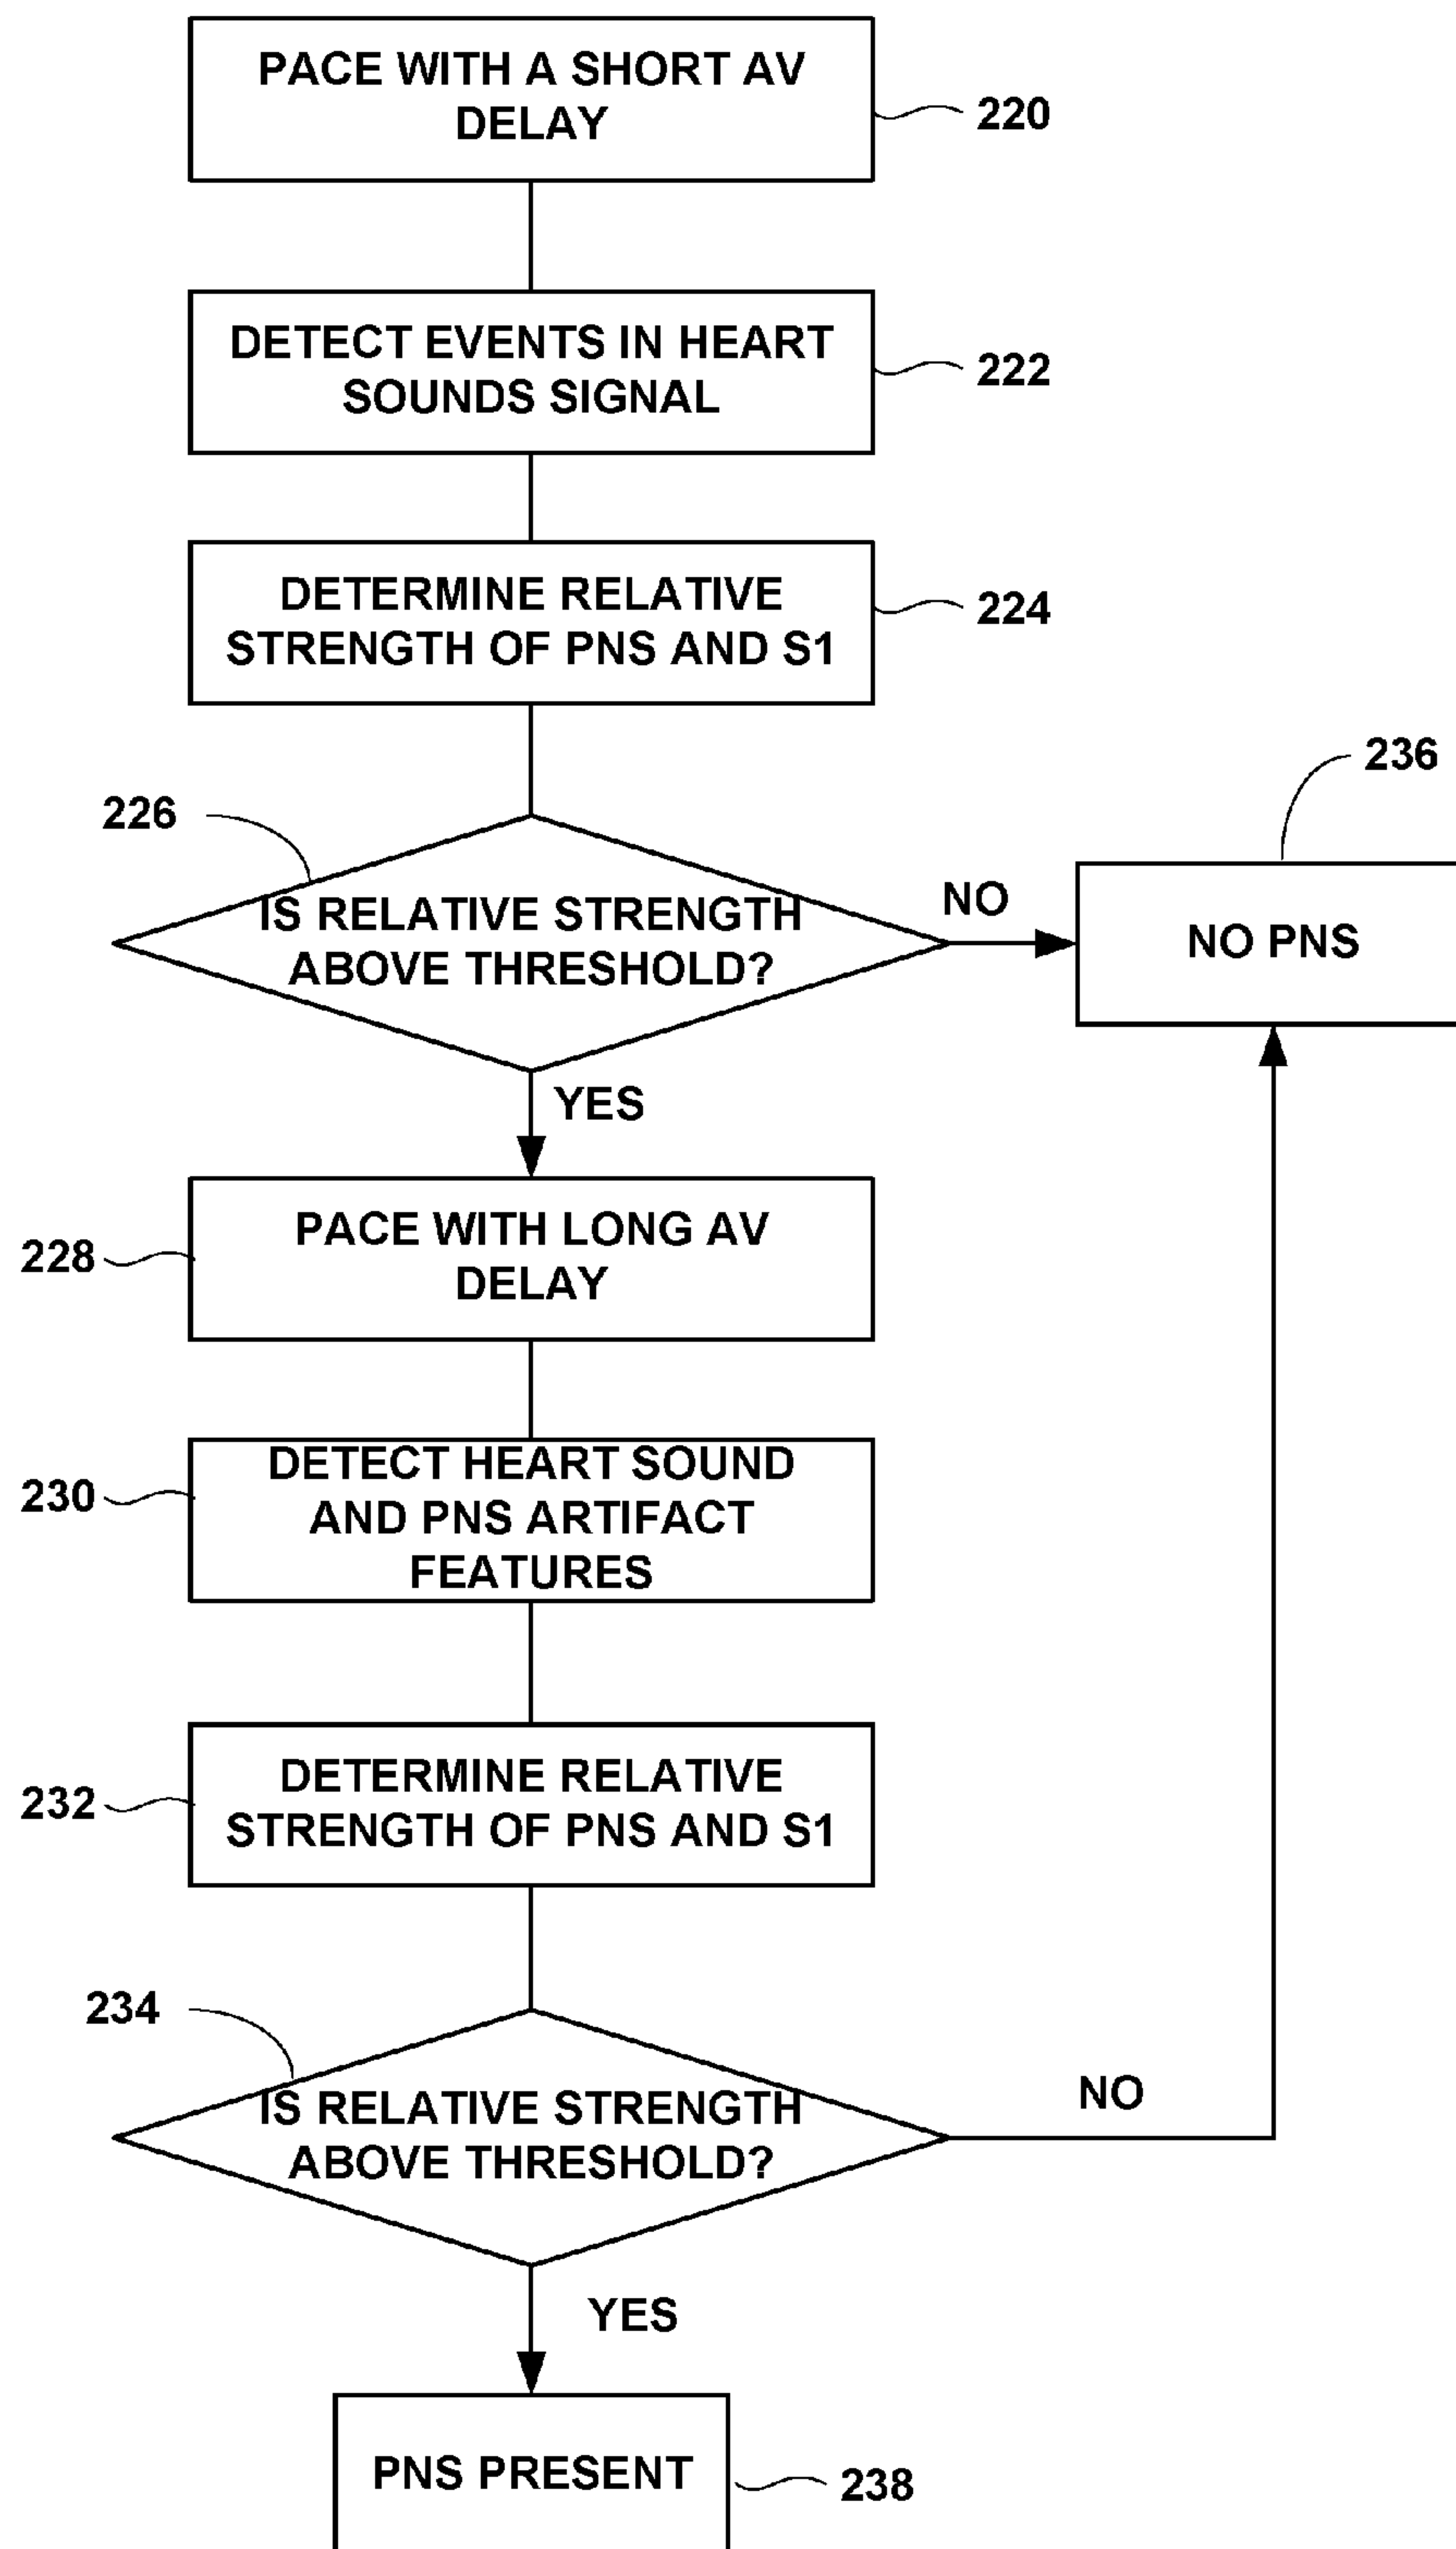 PACE WITH A SHORT AV
DELAY
220
DETECT EVENTS IN HEART
SOUNDS SIGNAL
222
DETERMINE RELATIVE
STRENGTH OF PNS AND S1
224
236
226
IS RELATIVE STRENGTH
ABOVE THRESHOLD?
NO
NO PNS
YES
PACE WITH LONG AV
DELAY
228
DETECT HEART SOUND
AND PNS ARTIFACT
FEATURES
230
DETERMINE RELATIVE
STRENGTH OF PNS AND S1
232
234
IS RELATIVE STRENGTH
ABOVE THRESHOLD?
NO
YES
PNS PRESENT
238